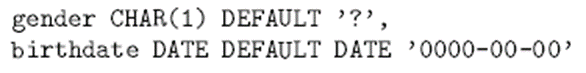 gender CHAR(1) DEFAULT ’?’,
birthdate DATE DEFAULT DATE ’0000-00-00’